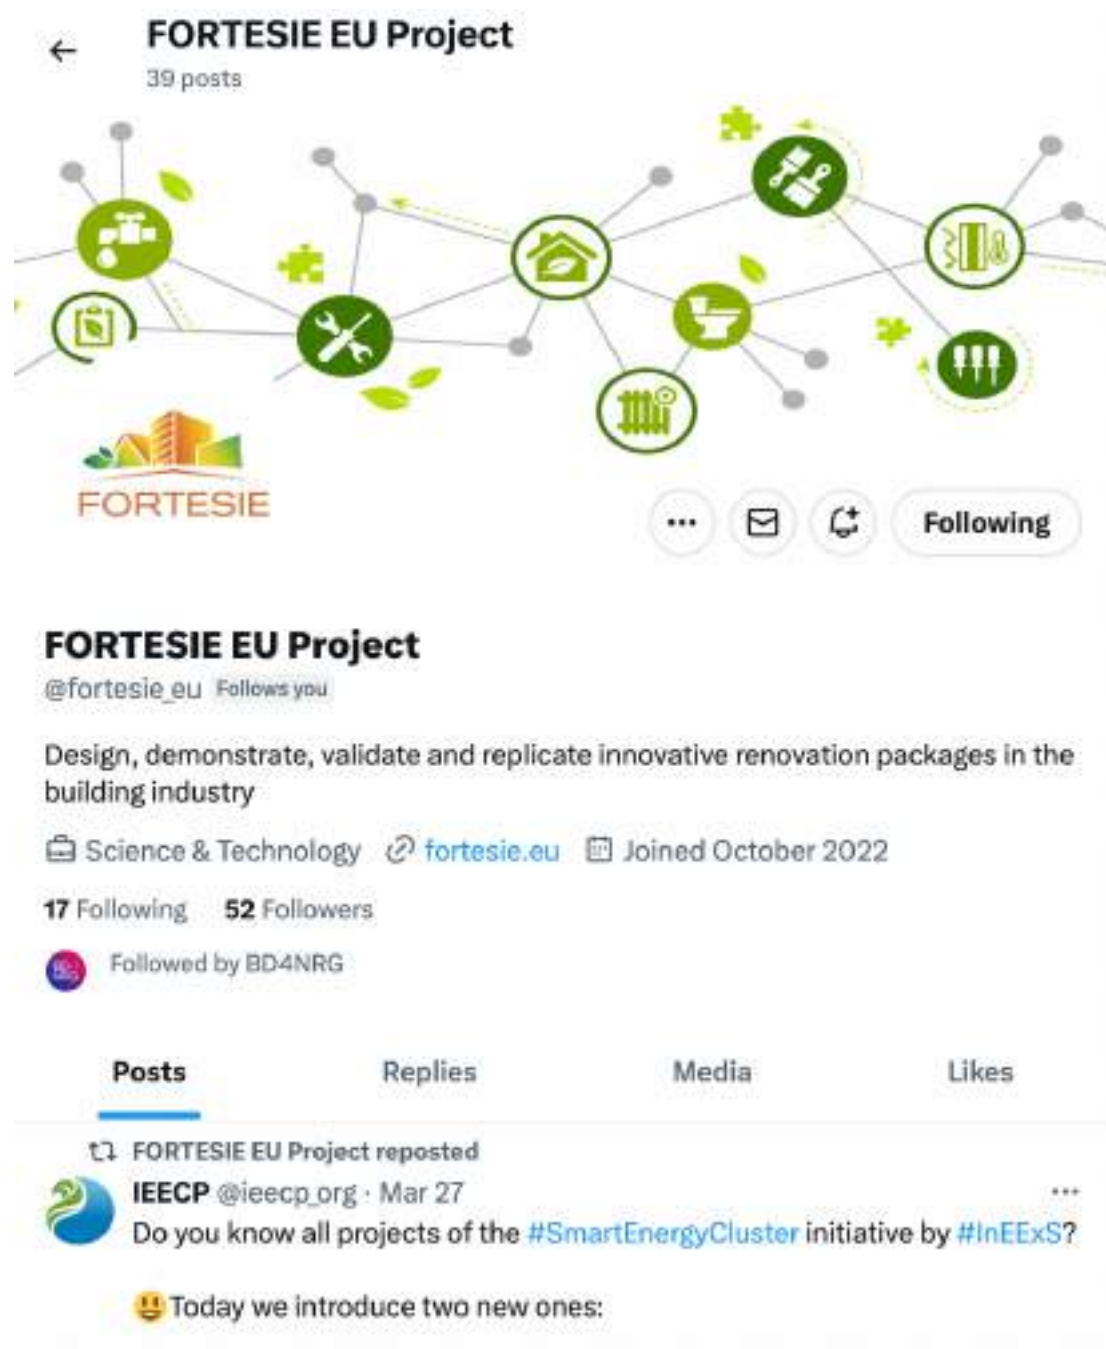 FORTESIE EU Project
39 posts
FORTESIE
Following
FORTESIE EU Project
@fortesie_eu Follows you
Design, demonstrate, validate and replicate innovative renovation packages in the
building industry
Science & Technology fortesie.eu Joined October 2022
17 Following 52 Followers
Followed by BD4NRG
Posts Replies Media Likes
FORTESIE EU Project reposted
IEECP @ieecp_org · Mar 27
Do you know all projects of the #SmartEnergyCluster initiative by #InEExS?
😃Today we introduce two new ones: